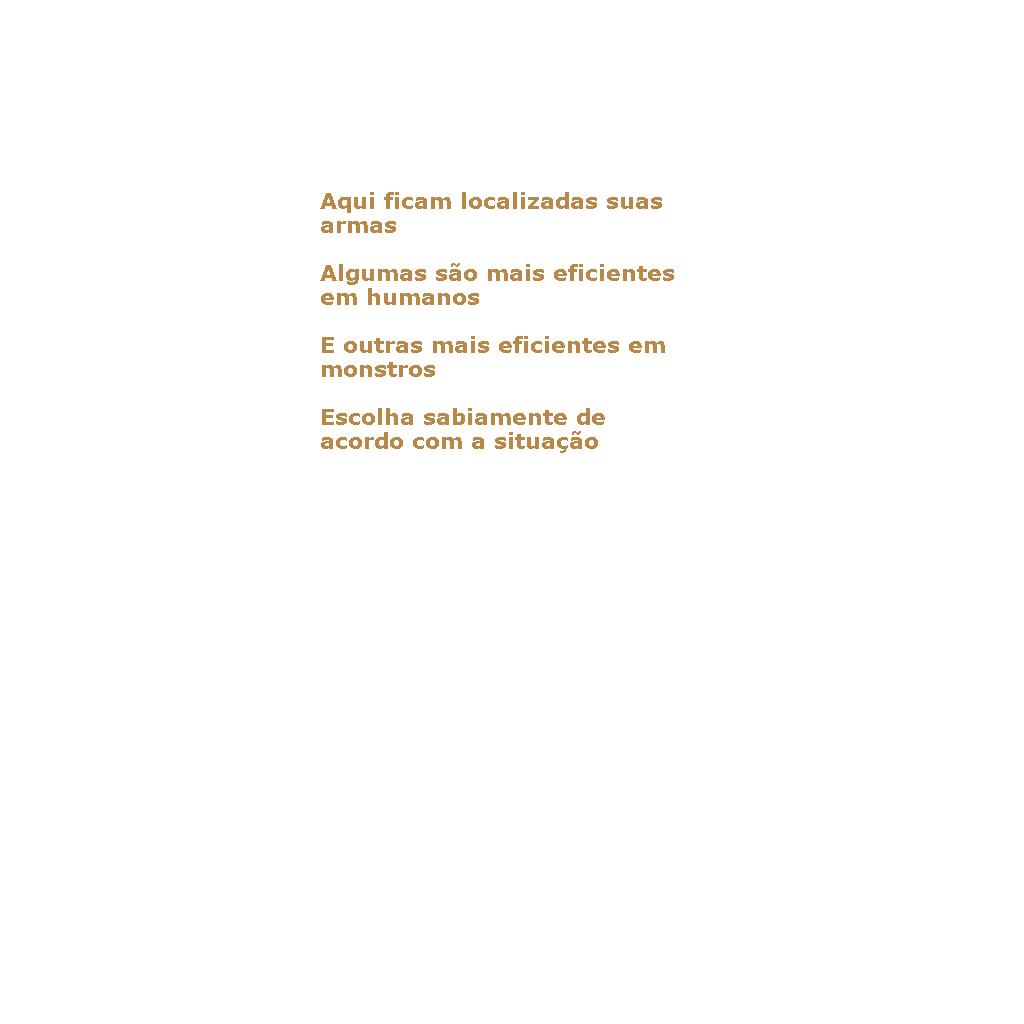 Aqui ficam localizadas suas
armas
Algumas são mais eficientes
em humanos
E outras mais eficientes em
monstros
Escolha sabiamente de
acordo com a situação